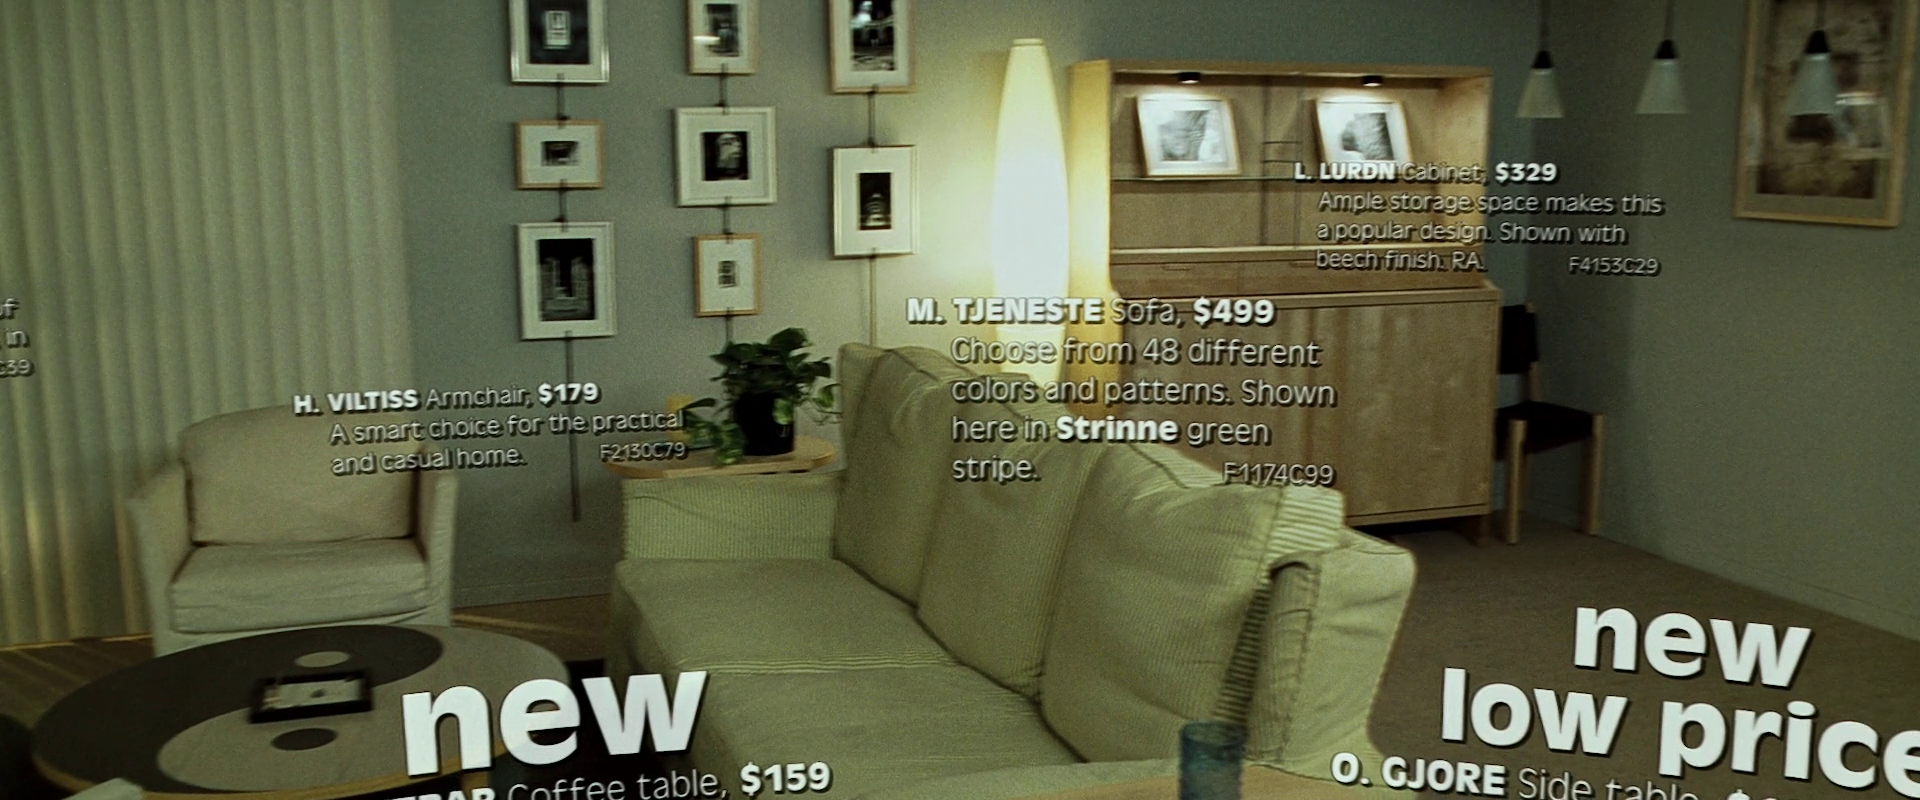 L. LURDN Cabinet, $329
Ample storage space makes this
a popular design. Shown with
beech finish. RA. F4153C29
M. TJENESTE Sofa, $499
Choose from 48 different
colors and patterns. Shown
here in Strinne green
stripe. F1174C99
H. VILTISS Armchair, $179
A smart choice for the practical
and casual home. F2130C79
of
in
new
Coffee table, $159
new
low price
O. GJORE Side table,